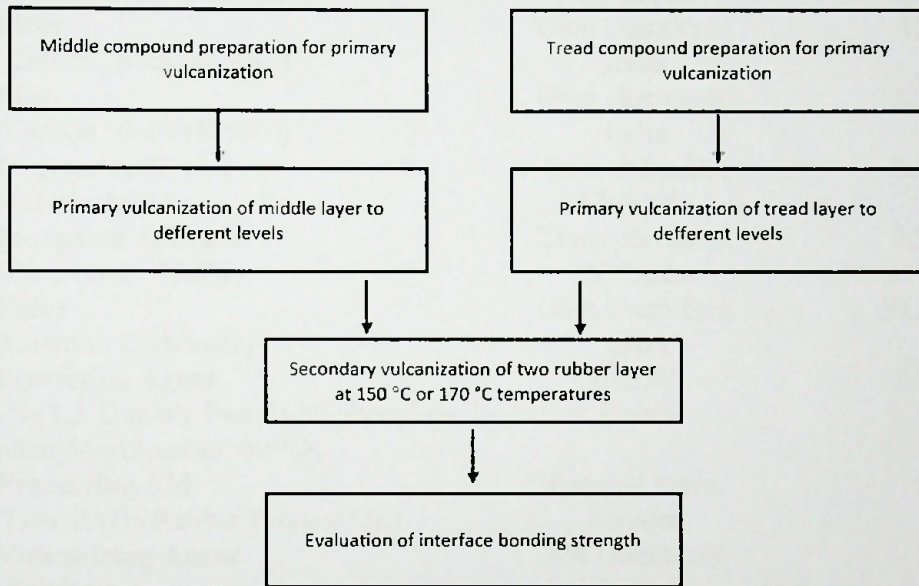 Middle compound preparation for primary
vulcanization
Tread compound preparation for primary
vulcanization
Primary vulcanization of middle layer to
defferent levels
Primary vulcanization of tread layer to
defferent levels
Secondary vulcanization of two rubber layer
at 150 °C or 170 °C temperatures
Evaluation of interface bonding strength